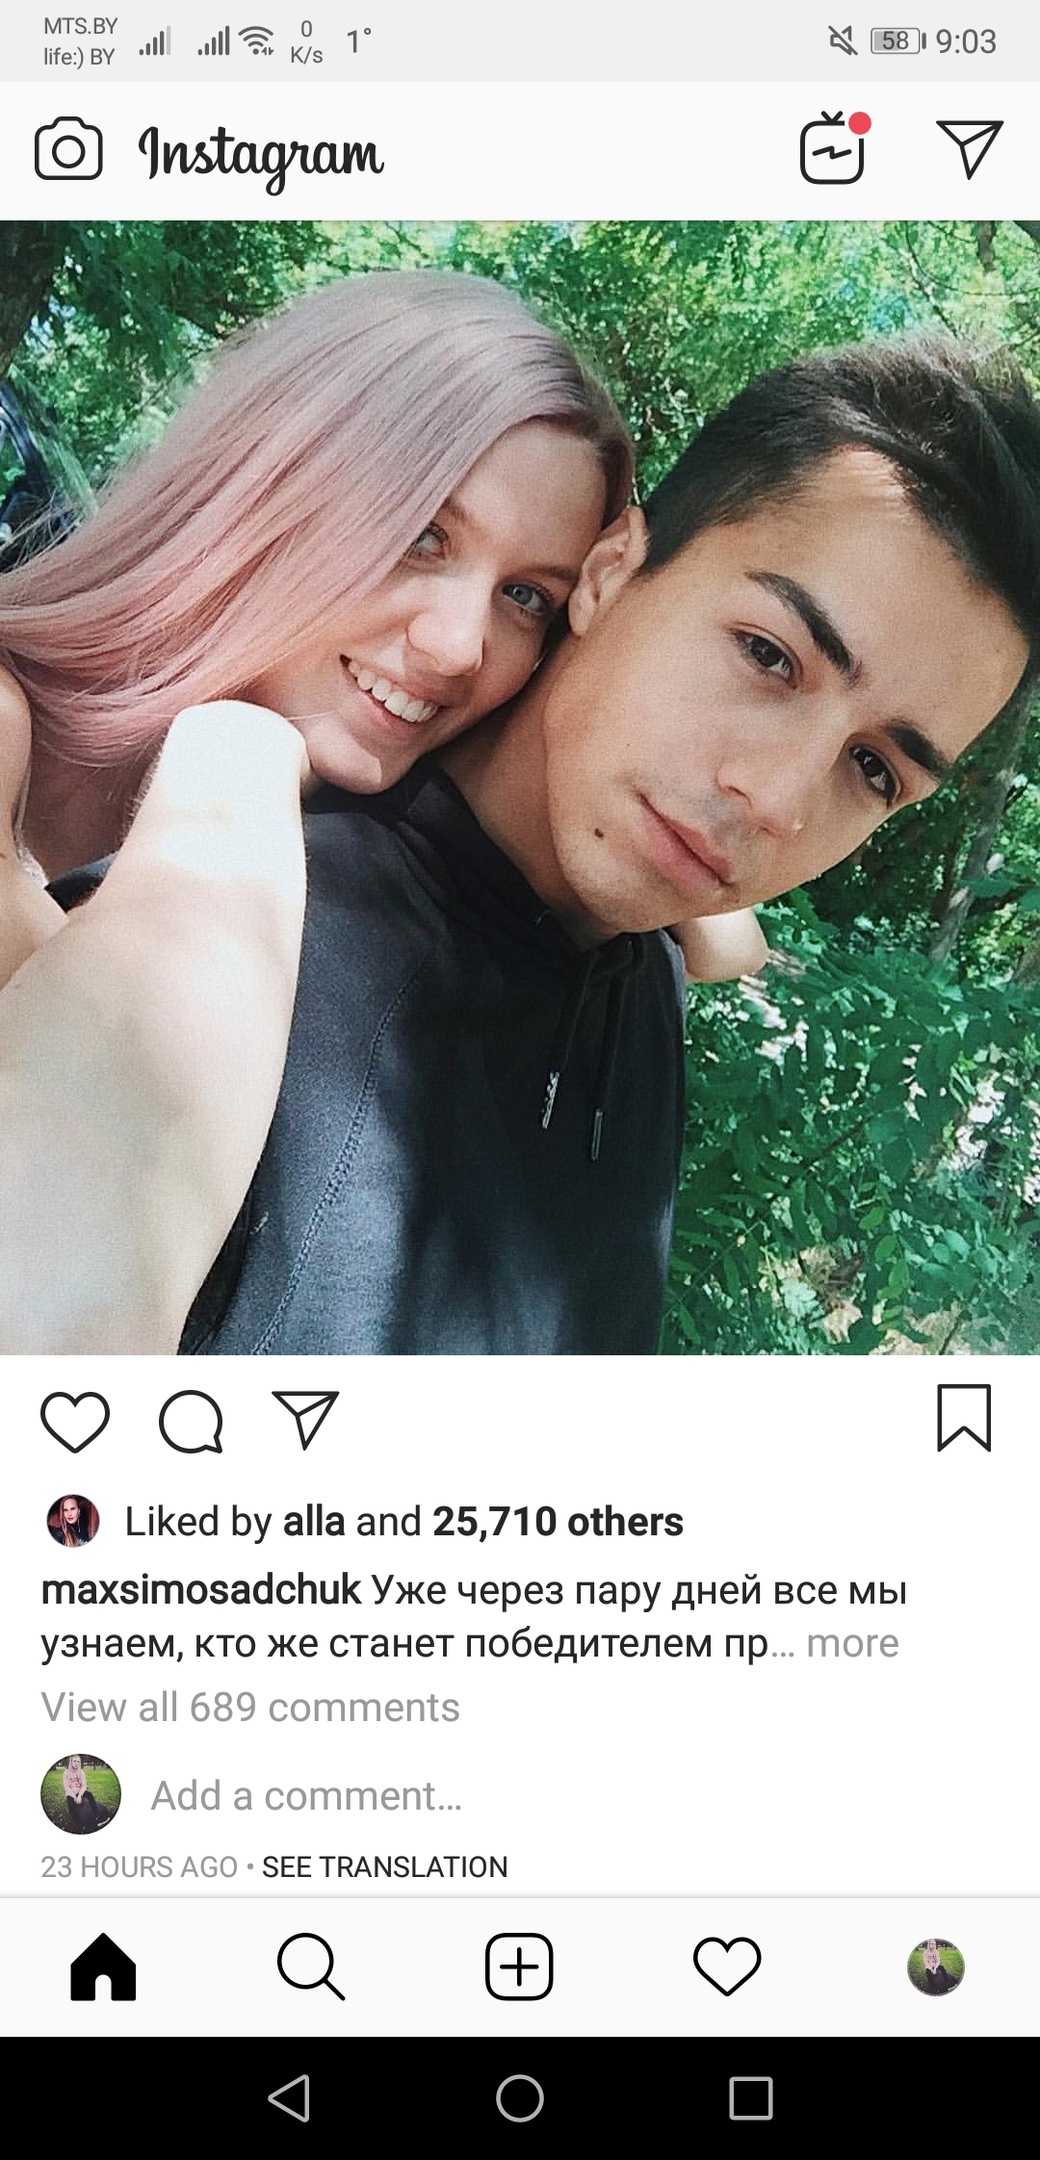 MTS.BY
life:) BY
0
K/s
1°
58
9:03
Instagram
Liked by alla and 25,710 others
maxsimosadchuk Уже через пару дней все мы
узнаем, кто же станет победителем пр... more
View all 689 comments
Add a comment...
23 HOURS AGO • SEE TRANSLATION